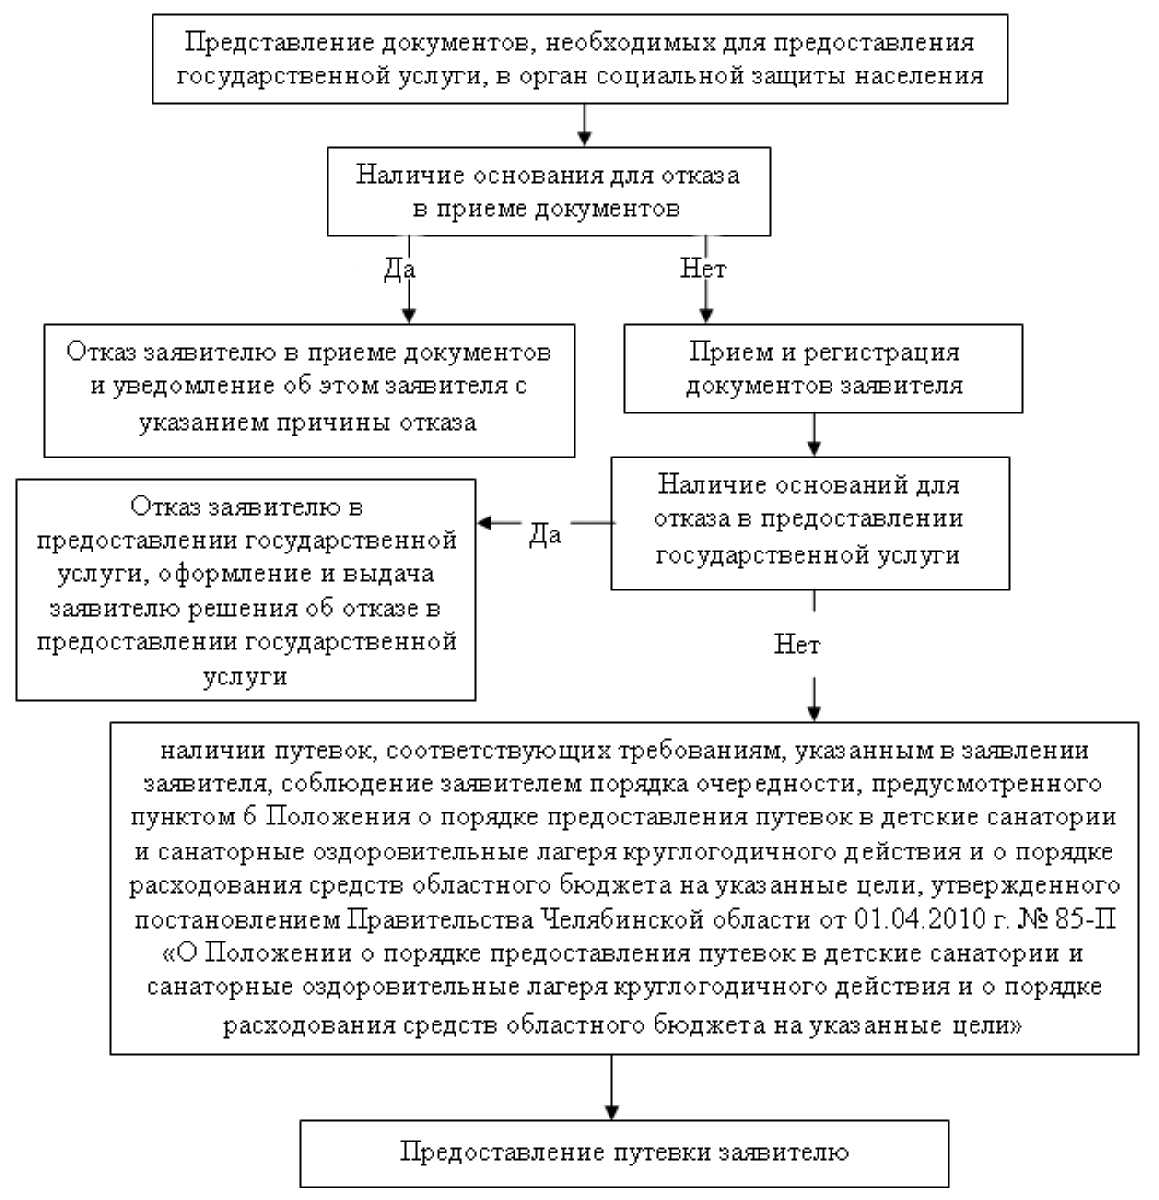 Представление документов, необходимых для предоставления
государственной услуги, в орган социальной защиты населения
Наличие основания для отказа
в приеме документов
Да
Нет
Отказ заявителю в приеме документов
и уведомление об этом заявителя с
указанием причины отказа
Прием и регистрация
документов заявителя
Наличие оснований для
отказа в предоставлении
государственной услуги
Да
Отказ заявителю в
предоставлении государственной
услуги, оформление и выдача
заявителю решения об отказе в
предоставлении государственной
услуги
Нет
наличии путевок, соответствующих требованиям, указанным в заявлении
заявителя, соблюдение заявителем порядка очередности, предусмотренного
пунктом 6 Положения о порядке предоставления путевок в детские санатории
и санаторные оздоровительные лагеря круглогодичного действия и о порядке
расходования средств областного бюджета на указанные цели, утвержденного
постановлением Правительства Челябинской области от 01.04.2010 г. № 85-П
«О Положении о порядке предоставления путевок в детские санатории и
санаторные оздоровительные лагеря круглогодичного действия и о порядке
расходования средств областного бюджета на указанные цели»
Предоставление путевки заявителю